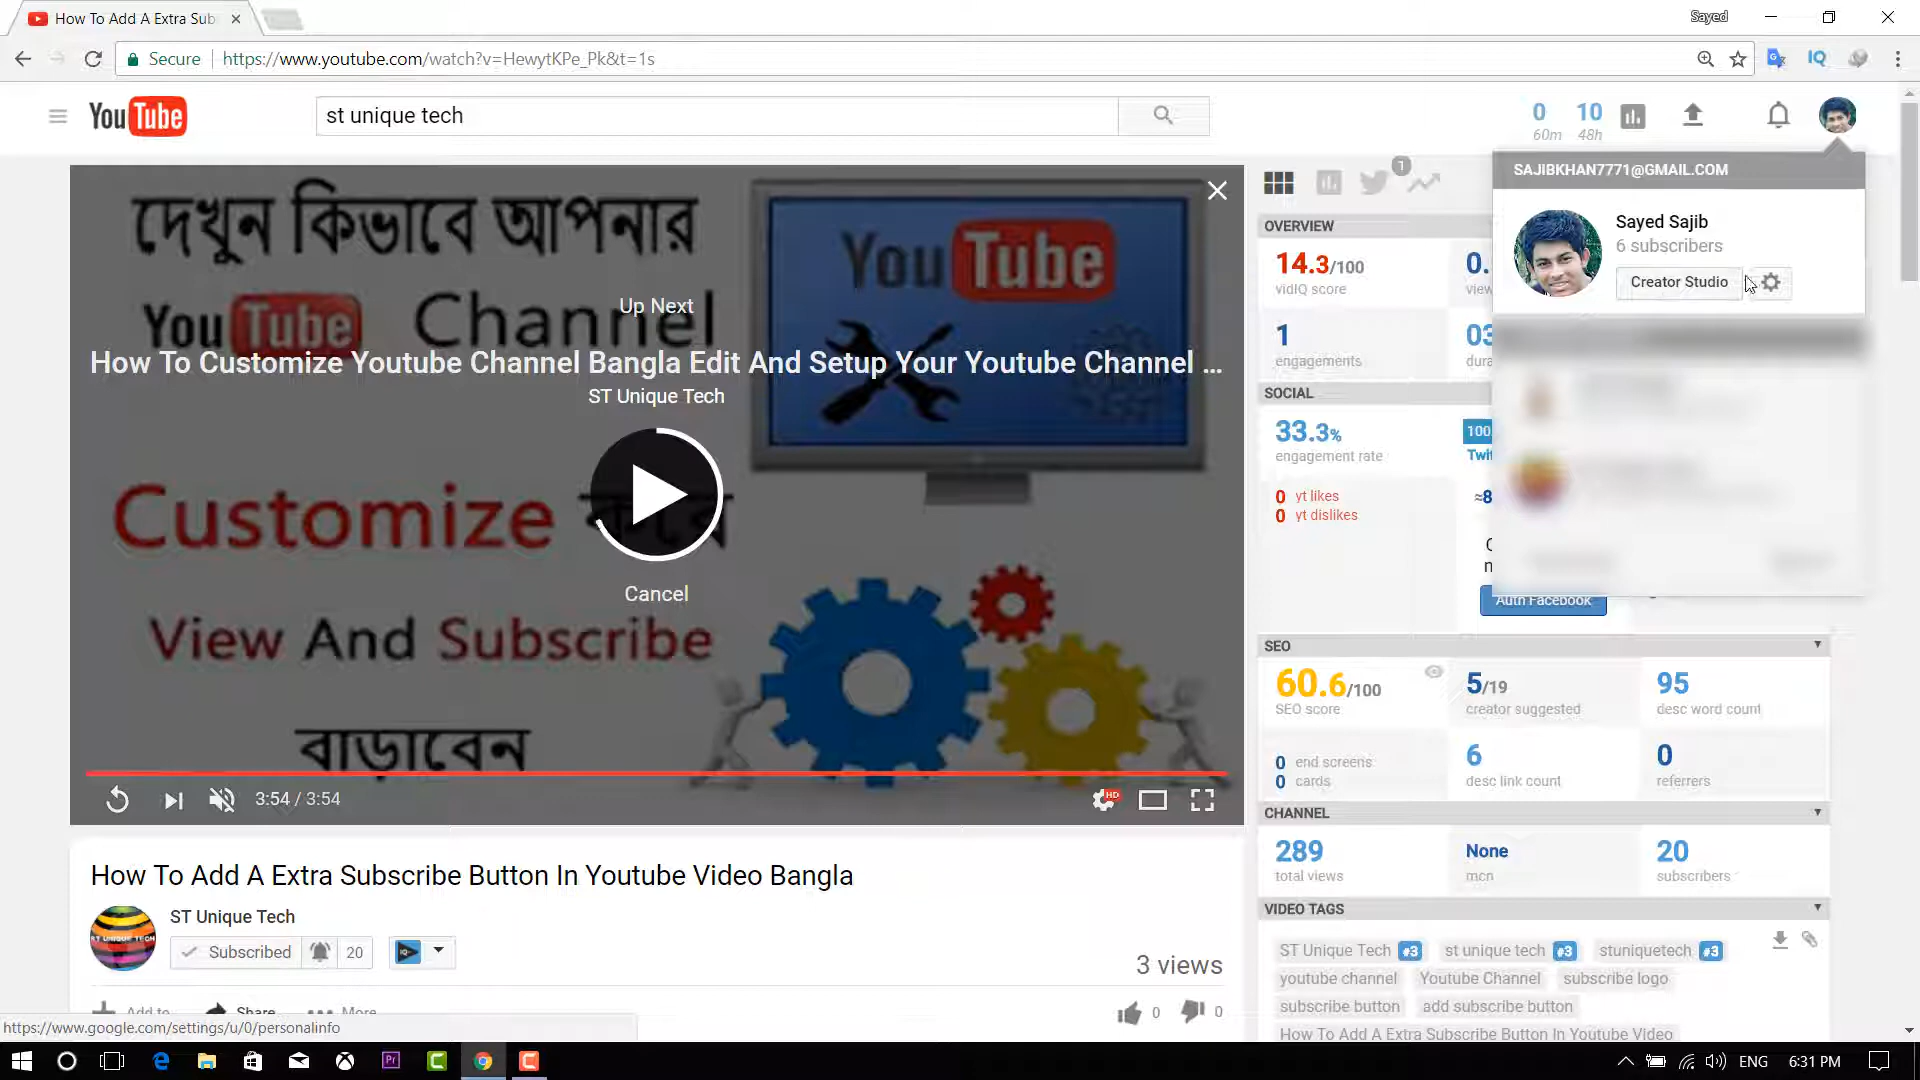 How To Add A Extra Sub
Sayed
Secure
https://www.youtube.com/watch?v=HewytKPe_Pk&t=1s
IQ
YouTube
st unique tech
0
60m
10
48h
SAJIBKHAN7771@GMAIL.COM
Sayed Sajib
6 subscribers
Creator Studio
দেখুন কিভাবে আপনার
YouTube Channel
YouTube
Up Next
How To Customize Youtube Channel Bangla Edit And Setup Your Youtube Channel ...
ST Unique Tech
Customize করে
Cancel
View And Subscribe
বাড়াবেন
3:54 / 3:54
HD
1
OVERVIEW
14.3/100
vidIQ score
0.
view
1
engagements
03
dura
SOCIAL
33.3%
engagement rate
100
Twit
0 yt likes
0 yt dislikes
≈8
Auth Facebook
SEO
60.6/100
SEO score
5/19
creator suggested
95
desc word count
0 end screens
0 cards
6
desc link count
0
referrers
CHANNEL
289
total views
None
mcn
20
subscribers
VIDEO TAGS
ST Unique Tech #3 st unique tech #3 stuniquetech #3
youtube channel Youtube Channel subscribe logo
subscribe button add subscribe button
How To Add A Extra Subscribe Button In Youtube Video
How To Add A Extra Subscribe Button In Youtube Video Bangla
ST Unique Tech
ST UNIQUE TECH
Subscribed 20
3 views
Add to Share More
0 0
https://www.google.com/settings/u/0/personalinfo
Pr
ENG
6:31 PM